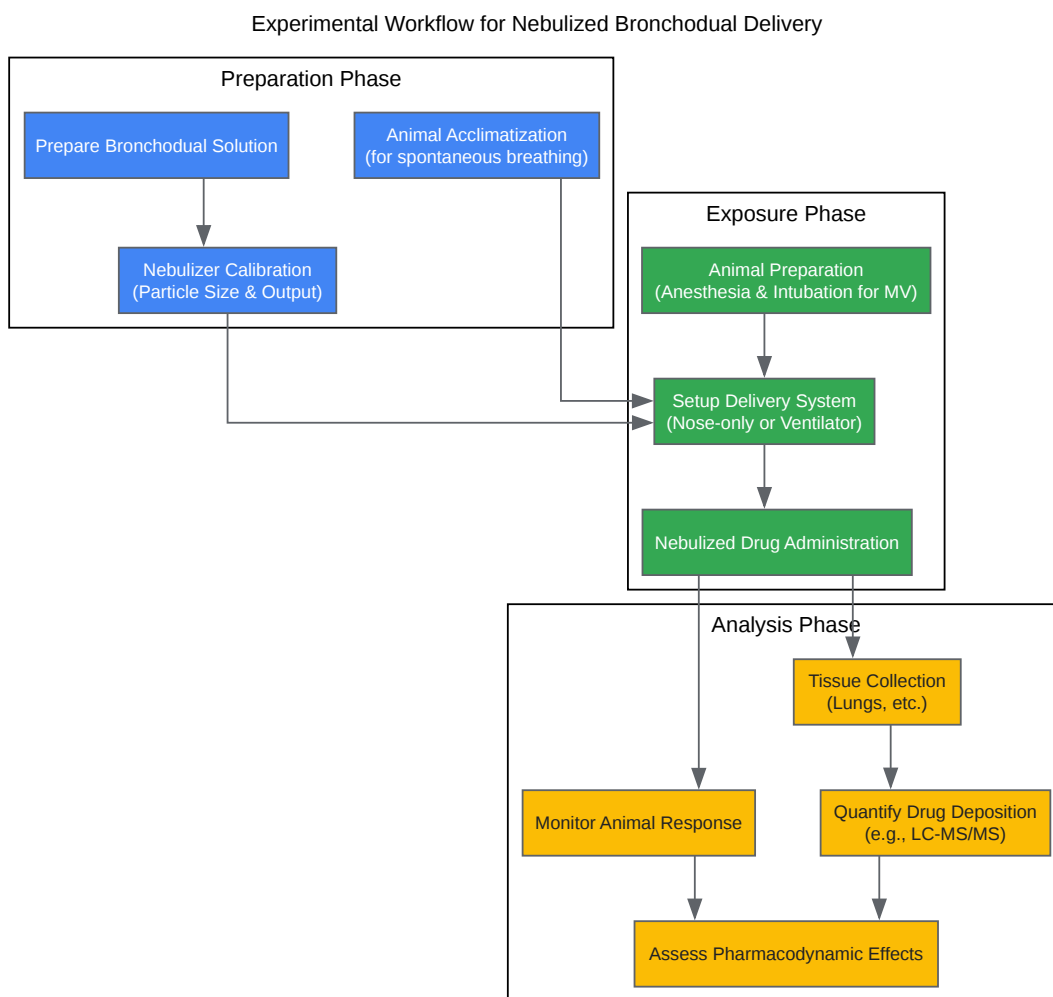 Experimental Workflow for Nebulized Bronchodual Delivery
Preparation Phase
Prepare Bronchodual Solution
Animal Acclimatization
(for spontaneous breathing)
Nebulizer Calibration
(Particle Size & Output)
Exposure Phase
Animal Preparation
(Anesthesia & Intubation for MV)
Setup Delivery System
(Nose-only or Ventilator)
Nebulized Drug Administration
Analysis Phase
Tissue Collection
(Lungs, etc.)
Monitor Animal Response
Quantify Drug Deposition
(e.g., LC-MS/MS)
Assess Pharmacodynamic Effects